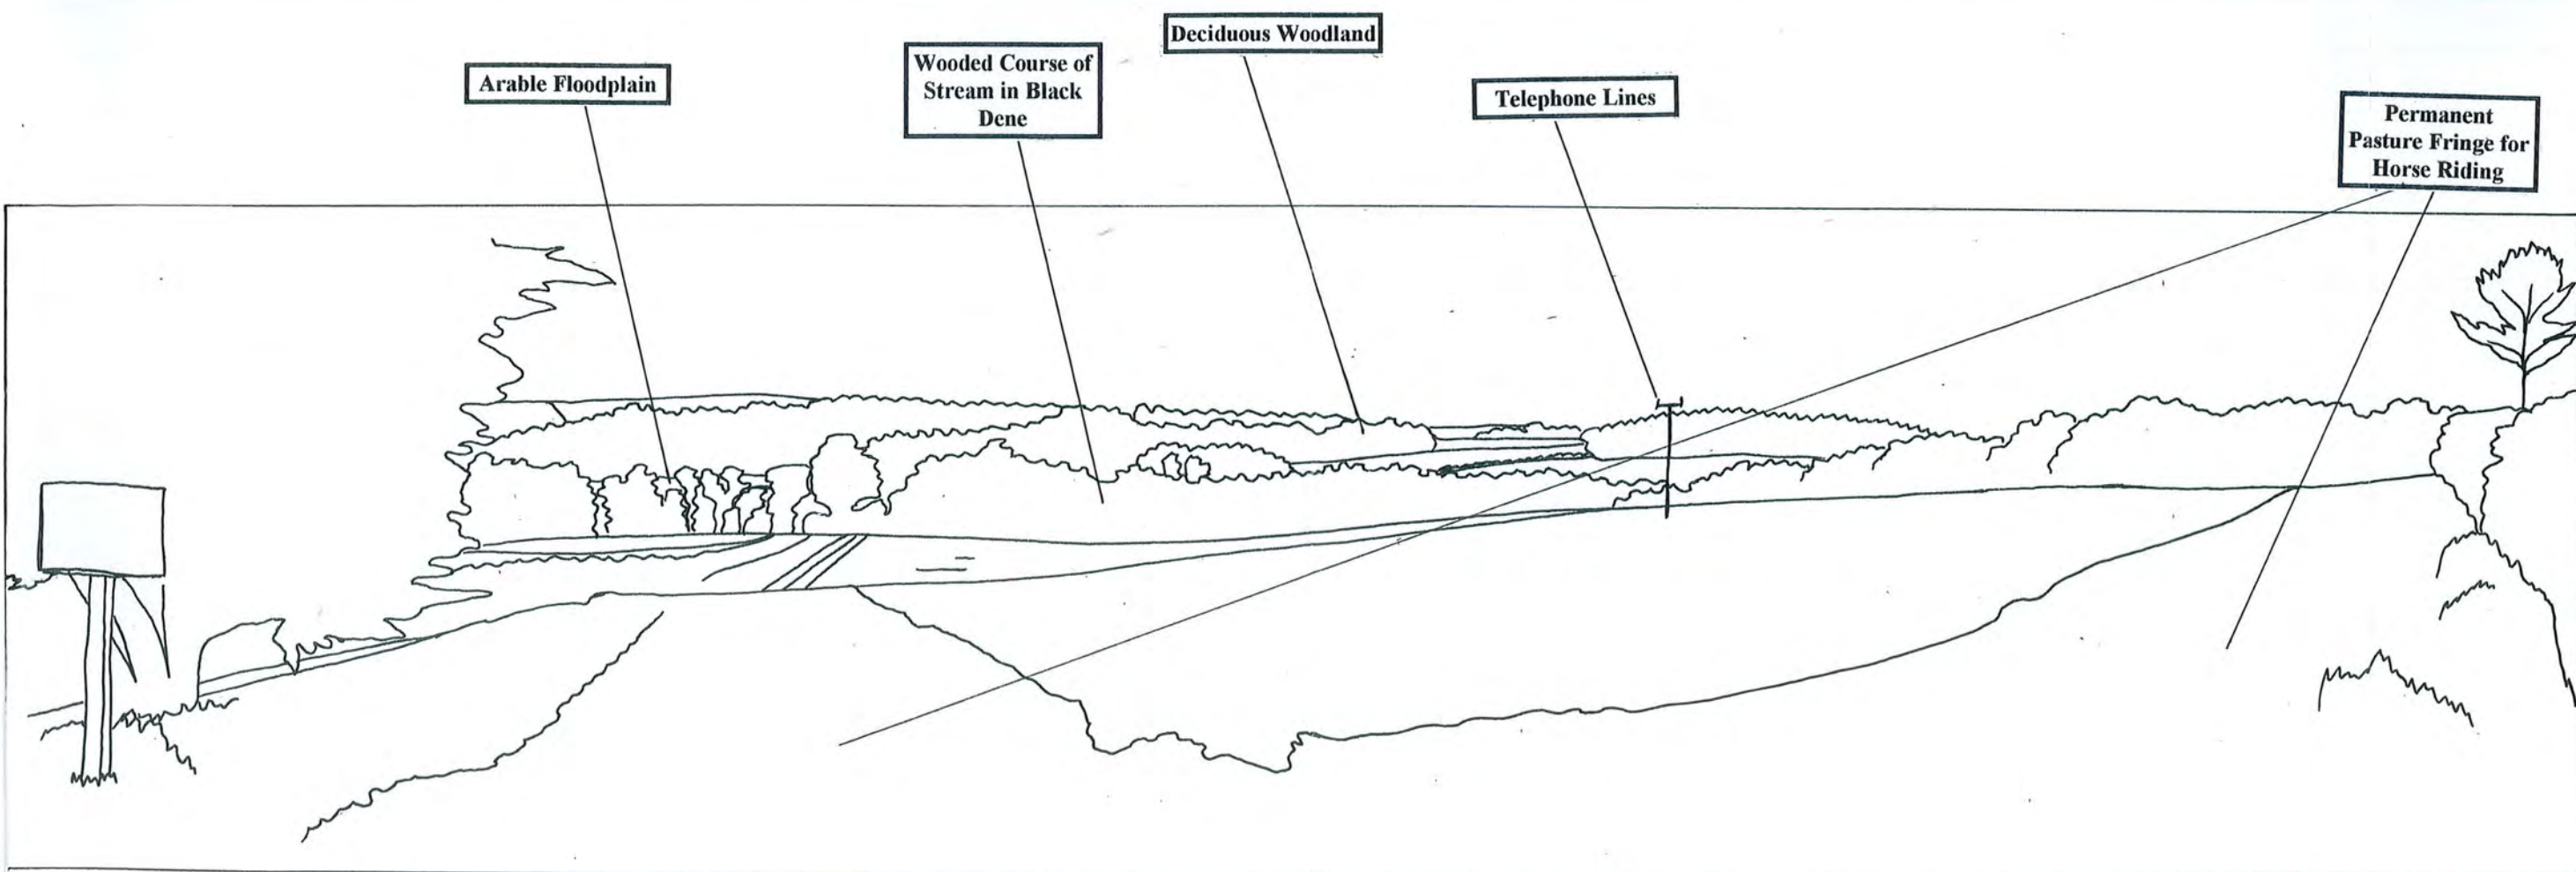 Arable Floodplain
Wooded Course of
Stream in Black
Dene
Deciduous Woodland
Telephone Lines
Permanent
Pasture Fringe for
Horse Riding